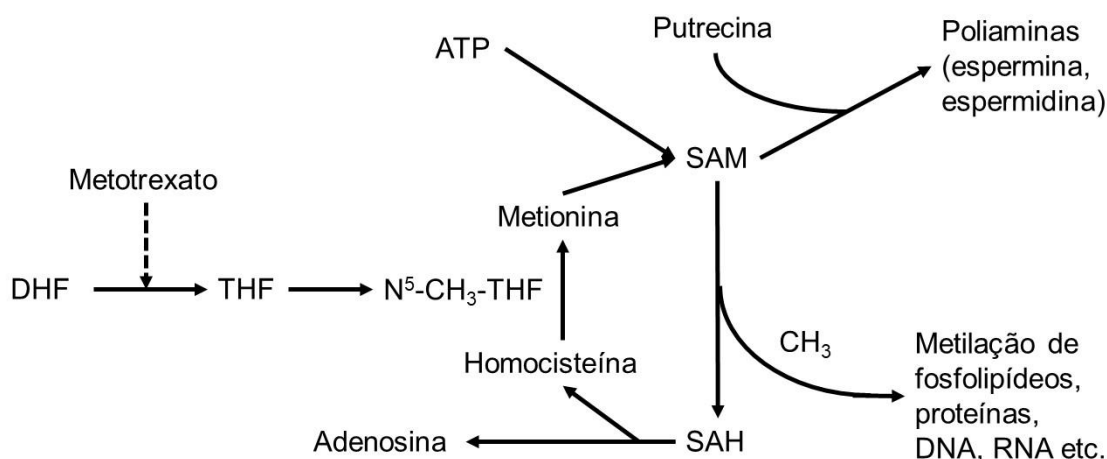 ATP
Putrecina
Poliaminas
(espermina,
espermidina)
Metotrexato
SAM
Metionina
DHF
THF
N⁵-CH₃-THF
Homocisteína
CH₃
Metilação de
fosfolipídeos,
proteínas,
DNA, RNA etc.
Adenosina
SAH